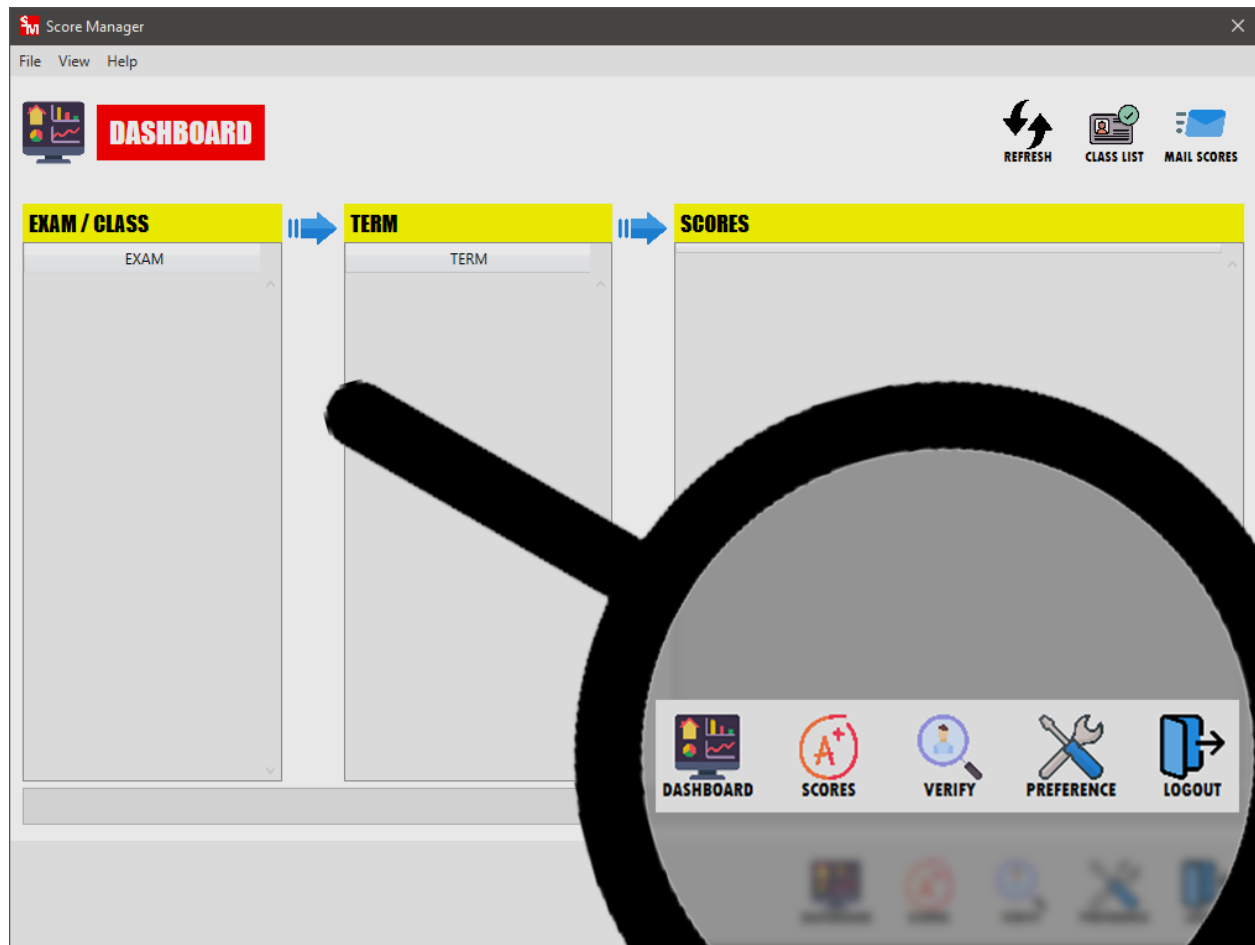 SM Score Manager
File View Help
DASHBOARD
REFRESH CLASS LIST MAIL SCORES
EXAM / CLASS TERM SCORES
EXAM TERM
A+
DASHBOARD SCORES VERIFY PREFERENCE LOGOUT